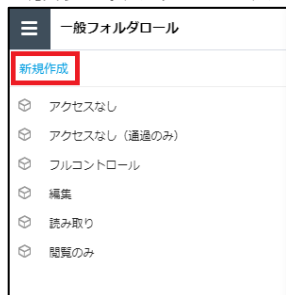 一般フォルダロール
新規作成
アクセスなし
アクセスなし（通過のみ）
フルコントロール
編集
読み取り
閲覧のみ